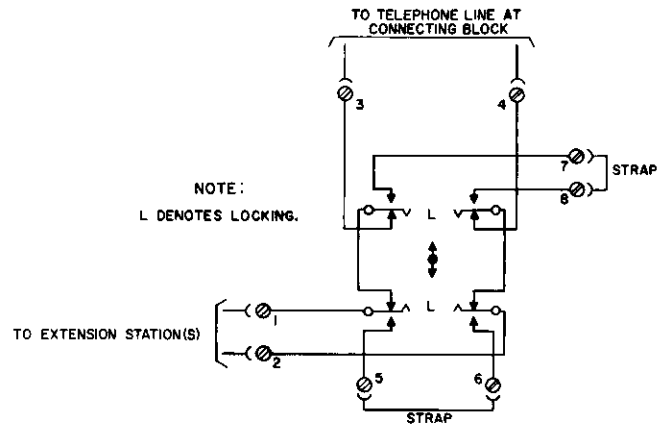 TO TELEPHONE LINE AT
CONNECTING BLOCK
3
4
7
STRAP
8
NOTE:
L DENOTES LOCKING.
L
L
1
TO EXTENSION STATION(S)
2
5
6
STRAP